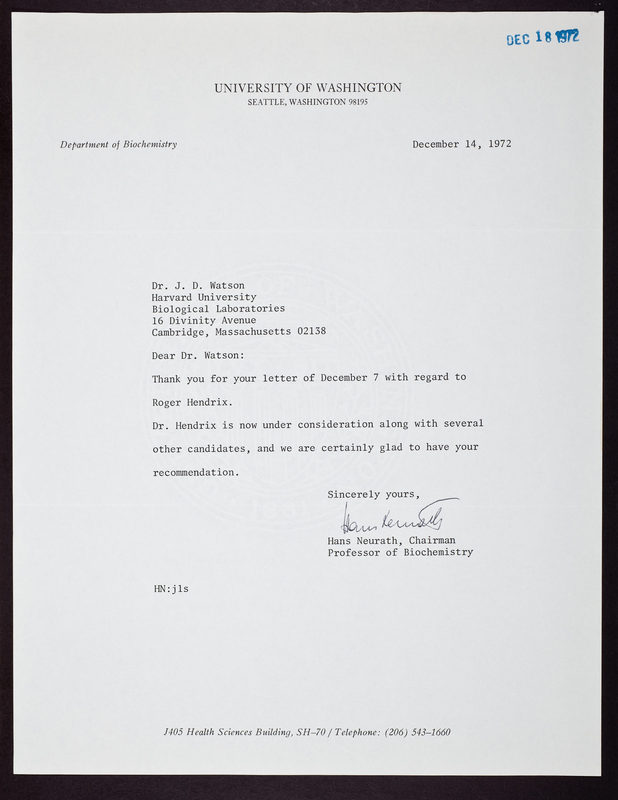 DEC 18 1972
UNIVERSITY OF WASHINGTON
SEATTLE, WASHINGTON 98195
Department of Biochemistry
December 14, 1972
Dr. J. D. Watson
Harvard University
Biological Laboratories
16 Divinity Avenue
Cambridge, Massachusetts 02138
Dear Dr. Watson:
Thank you for your letter of December 7 with regard to
Roger Hendrix.
Dr. Hendrix is now under consideration along with several
other candidates, and we are certainly glad to have your
recommendation.
Sincerely yours,
Hans Neurath
Hans Neurath, Chairman
Professor of Biochemistry
HN:jls
J405 Health Sciences Building, SH-70 / Telephone: (206) 543-1660